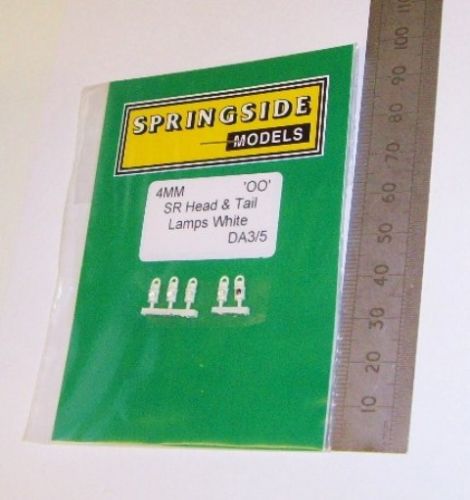 SPRINGSIDE
MODELS
4MM 'OO'
SR Head & Tail
Lamps White
DA3/5
110
100
90
80
70
60
50
40
30
20
10